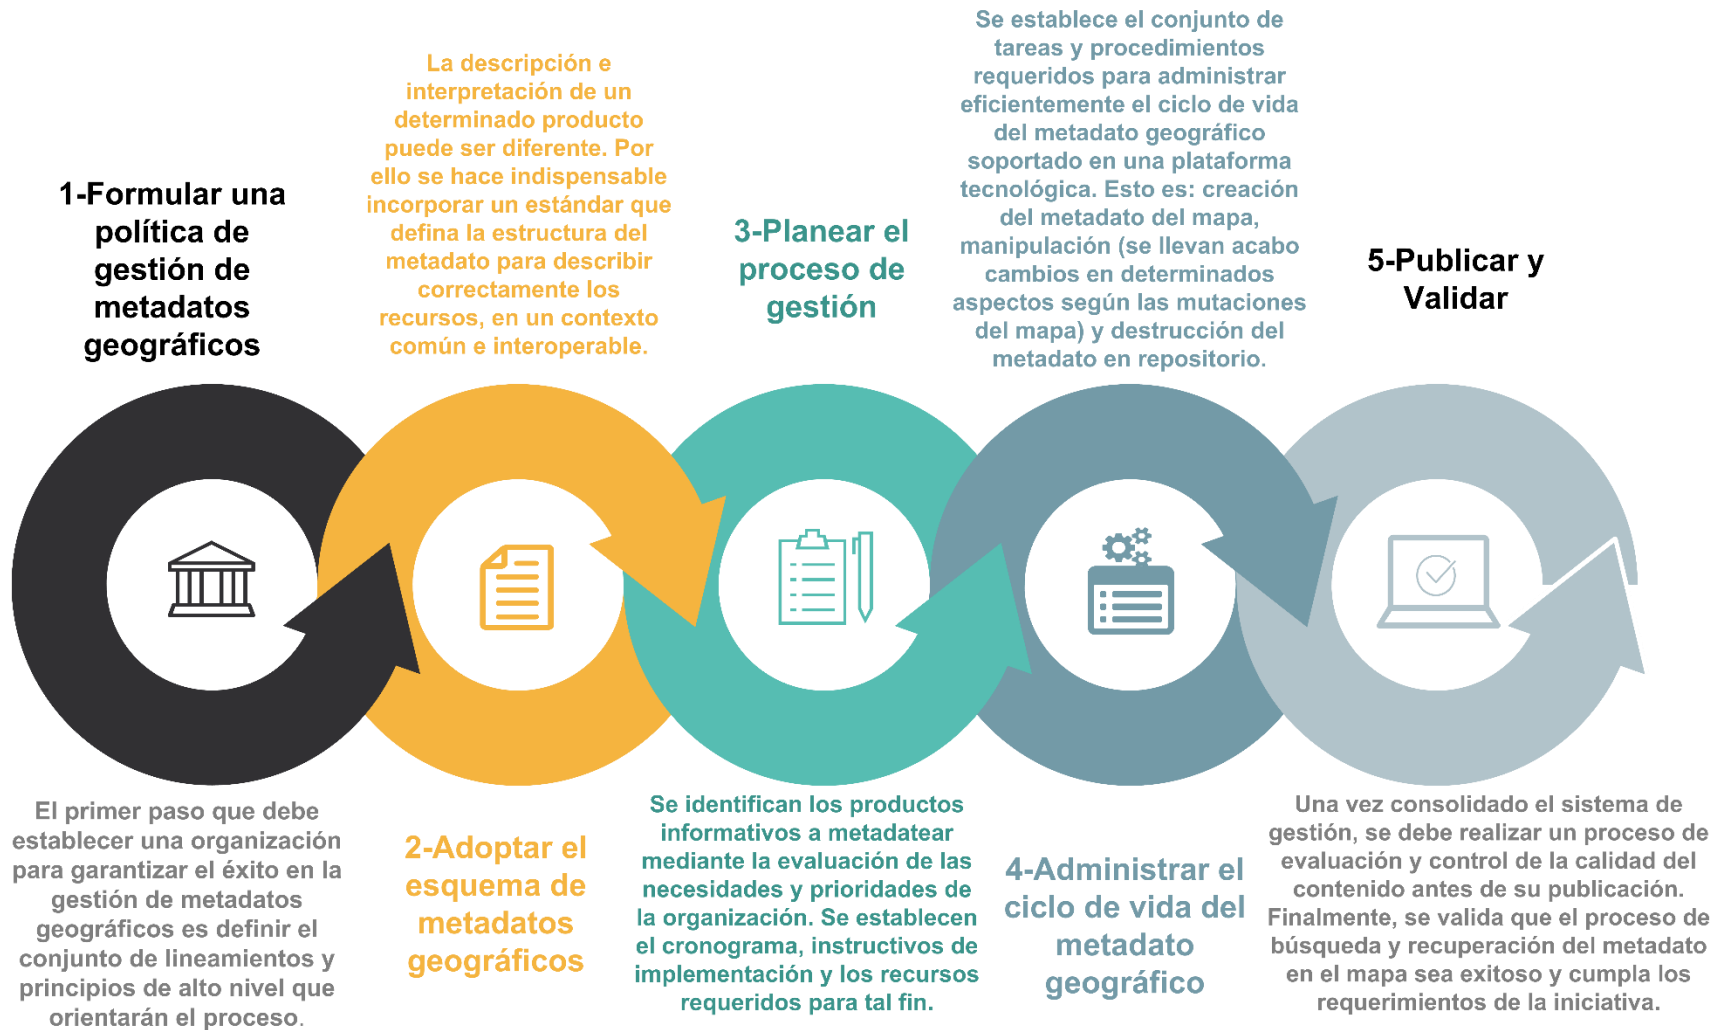 1-Formular una
política de
gestión de
metadatos
geográficos
El primer paso que debe
establecer una organización
para garantizar el éxito en la
gestión de metadatos
geográficos es definir el
conjunto de lineamientos y
principios de alto nivel que
orientarán el proceso.
La descripción e
interpretación de un
determinado producto
puede ser diferente. Por
ello se hace indispensable
incorporar un estándar que
defina la estructura del
metadato para describir
correctamente los
recursos, en un contexto
común e interoperable.
2-Adoptar el
esquema de
metadatos
geográficos
3-Planear el
proceso de
gestión
Se identifican los productos
informativos a metadatear
mediante la evaluación de las
necesidades y prioridades de
la organización. Se establecen
el cronograma, instructivos de
implementación y los recursos
requeridos para tal fin.
Se establece el conjunto de
tareas y procedimientos
requeridos para administrar
eficientemente el ciclo de vida
del metadato geográfico
soportado en una plataforma
tecnológica. Esto es: creación
del metadato del mapa,
manipulación (se llevan acabo
cambios en determinados
aspectos según las mutaciones
del mapa) y destrucción del
metadato en repositorio.
4-Administrar el
ciclo de vida del
metadato
geográfico
5-Publicar y
Validar
Una vez consolidado el sistema de
gestión, se debe realizar un proceso de
evaluación y control de la calidad del
contenido antes de su publicación.
Finalmente, se valida que el proceso de
búsqueda y recuperación del metadato
en el mapa sea exitoso y cumpla los
requerimientos de la iniciativa.